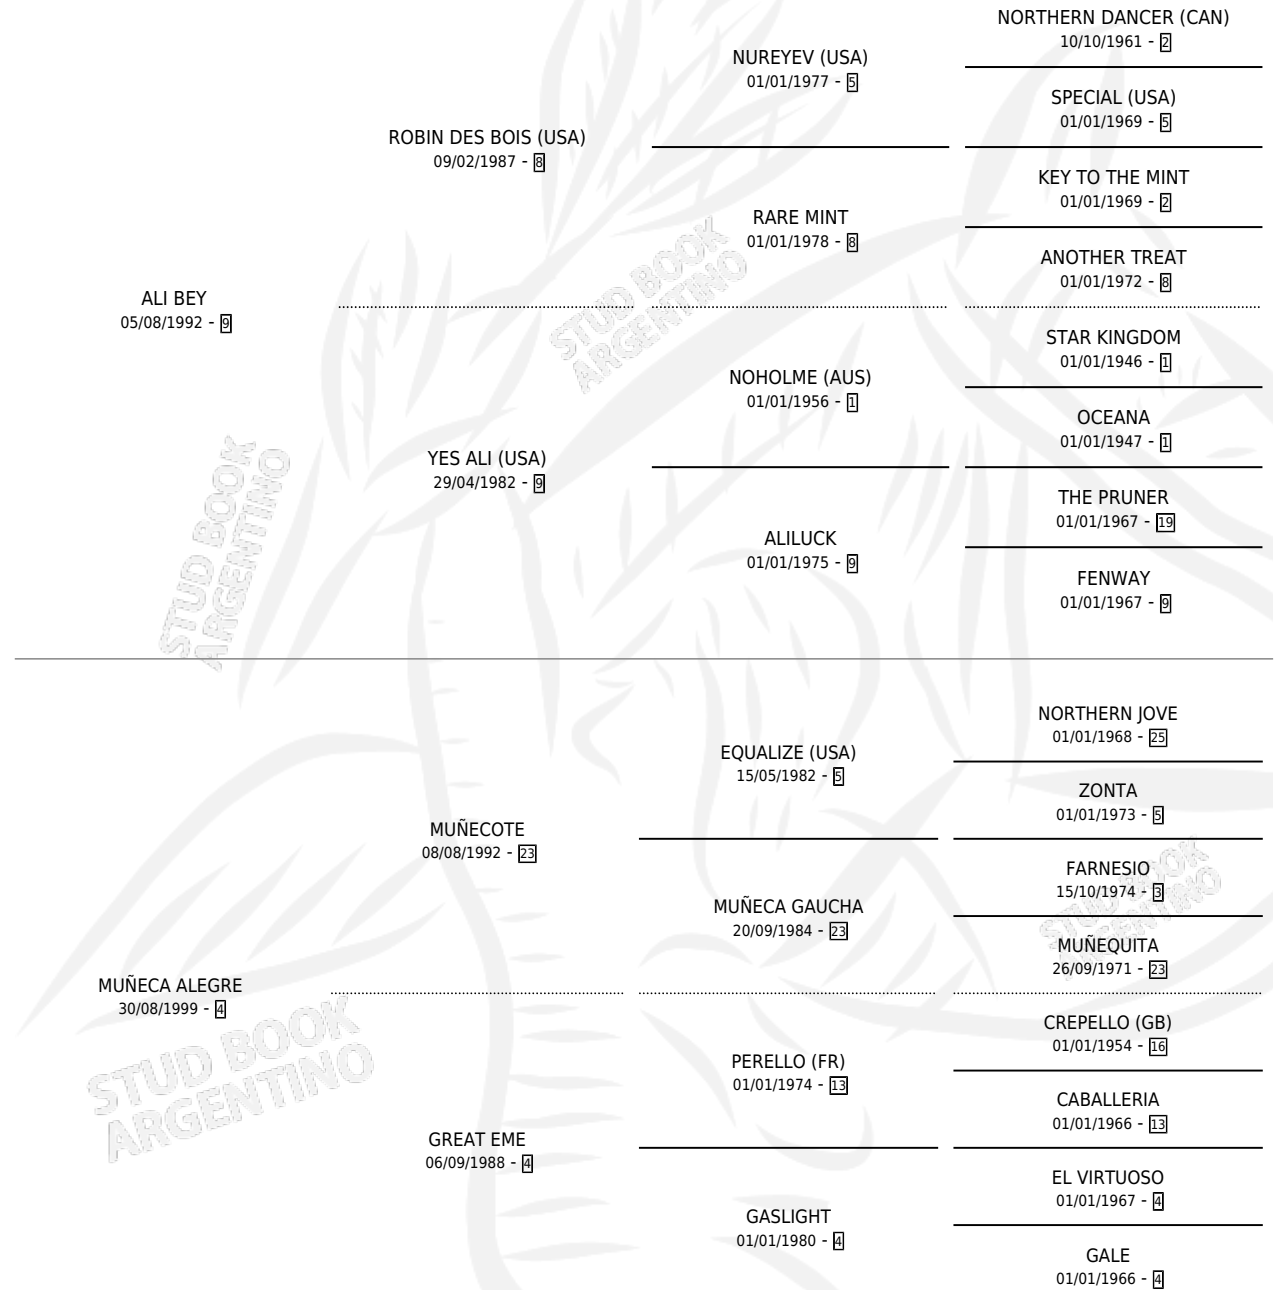 NORTHERN DANCER (CAN)
10/10/1961 - 2
NUREYEV (USA)
01/01/1977 - 5
SPECIAL (USA)
01/01/1969 - 5
ROBIN DES BOIS (USA)
09/02/1987 - 8
KEY TO THE MINT
01/01/1969 - 2
RARE MINT
01/01/1978 - 8
ANOTHER TREAT
01/01/1972 - 8
ALI BEY
05/08/1992 - 9
STAR KINGDOM
01/01/1946 - 1
NOHOLME (AUS)
01/01/1956 - 1
OCEANA
01/01/1947 - 1
YES ALI (USA)
29/04/1982 - 9
THE PRUNER
01/01/1967 - 19
ALILUCK
01/01/1975 - 9
FENWAY
01/01/1967 - 9
NORTHERN JOVE
01/01/1968 - 25
EQUALIZE (USA)
15/05/1982 - 5
ZONTA
01/01/1973 - 5
MUÑECOTE
08/08/1992 - 23
FARNESIO
15/10/1974 - 3
MUÑECA GAUCHA
20/09/1984 - 23
MUÑEQUITA
26/09/1971 - 23
MUÑECA ALEGRE
30/08/1999 - 4
CREPELLO (GB)
01/01/1954 - 16
PERELLO (FR)
01/01/1974 - 13
CABALLERIA
01/01/1966 - 13
GREAT EME
06/09/1988 - 4
EL VIRTUOSO
01/01/1967 - 4
GASLIGHT
01/01/1980 - 4
GALE
01/01/1966 - 4
STUD BOOK
ARGENTINO
STUD BOOK
ARGENTINO
STUD BOOK
ARGENTINO
STUD BOOK
ARGENTINO